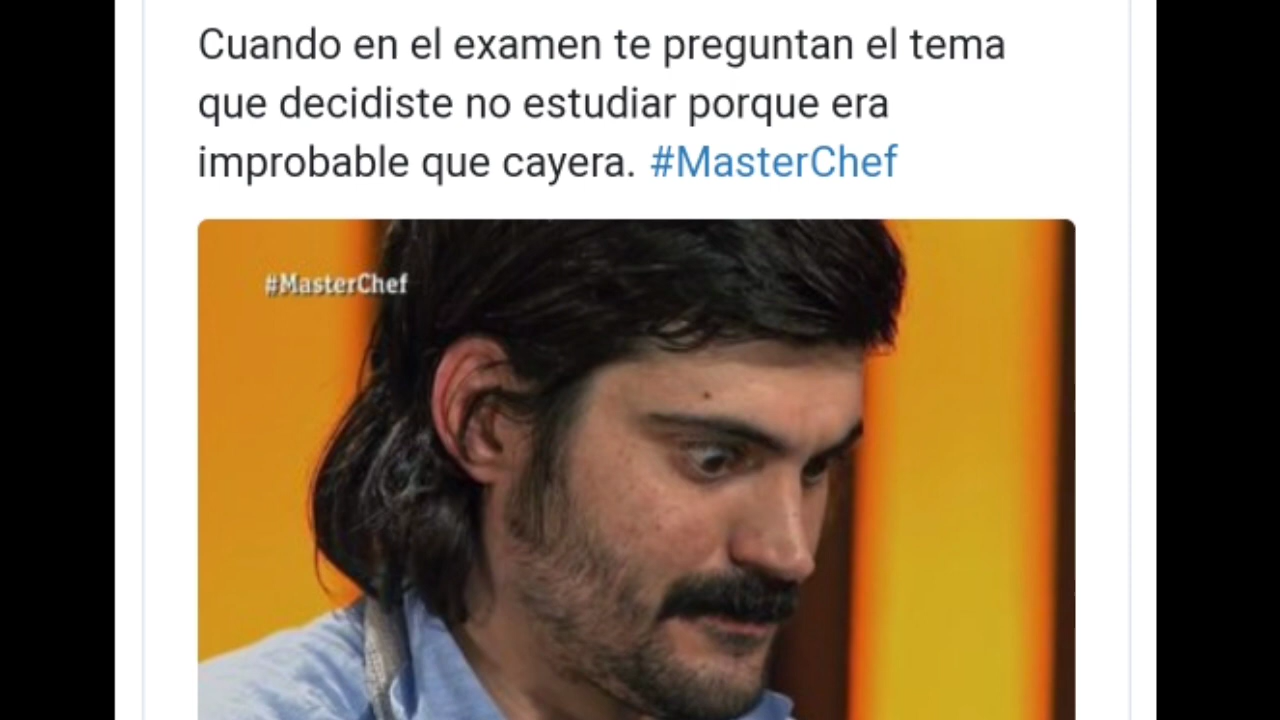 Cuando en el examen te preguntan el tema
que decidiste no estudiar porque era
improbable que cayera. #MasterChef
#MasterChef